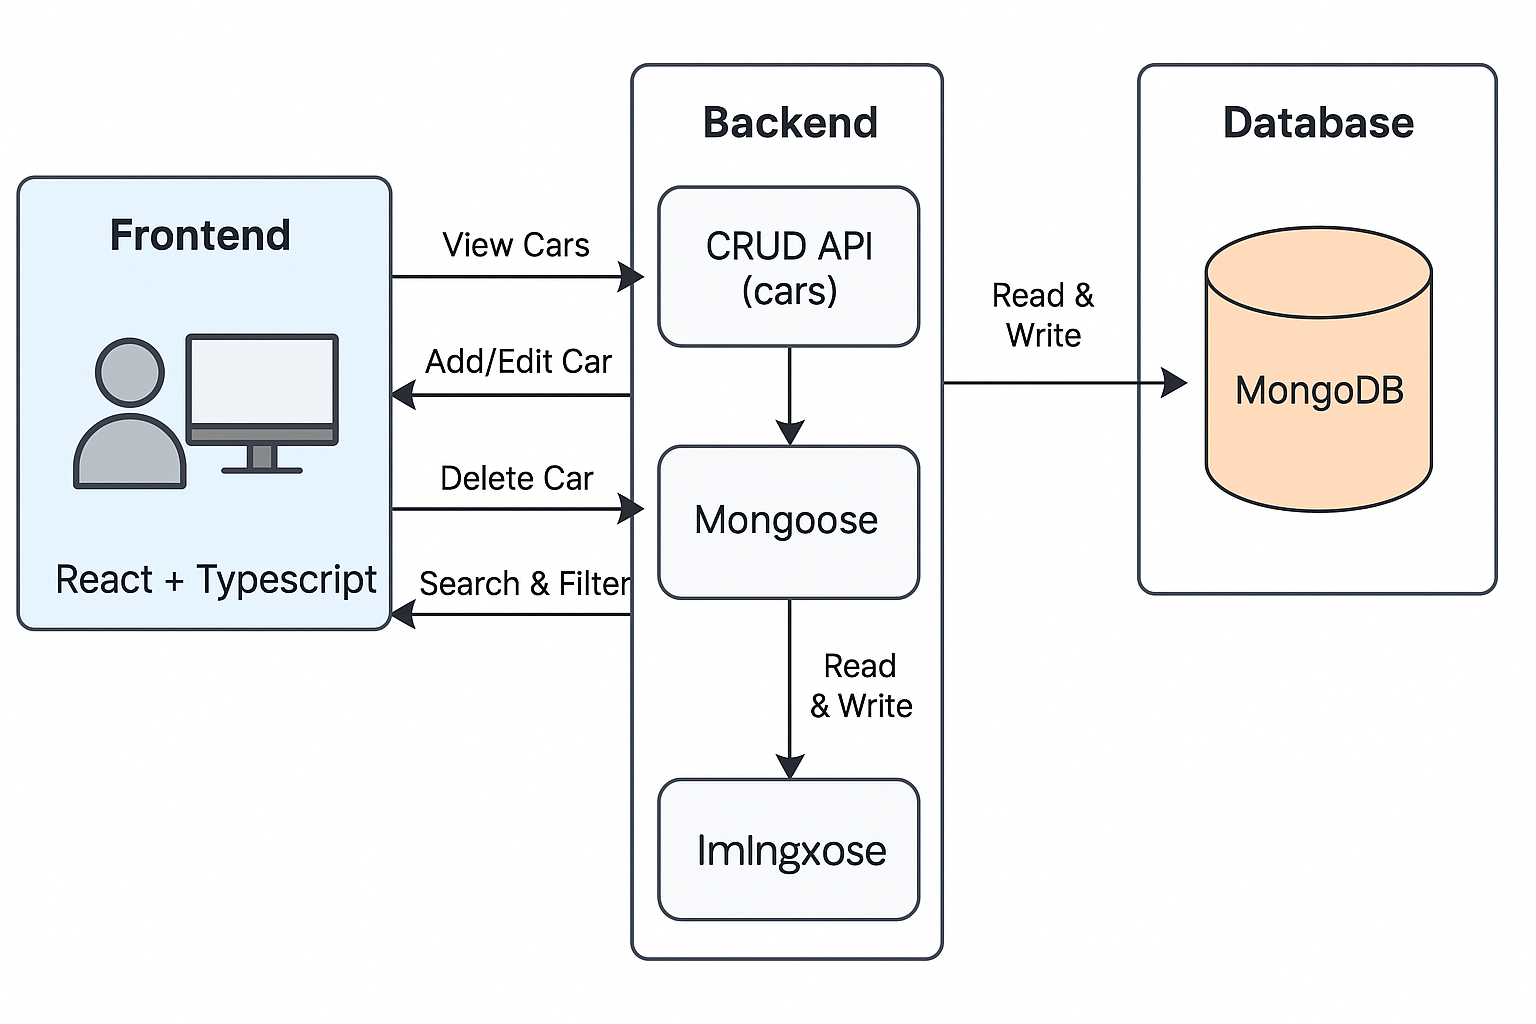 Frontend
React + Typescript
View Cars
Add/Edit Car
Delete Car
Search & Filter
Backend
CRUD API
(cars)
Mongoose
Read
& Write
ImIngxose
Read &
Write
Database
MongoDB